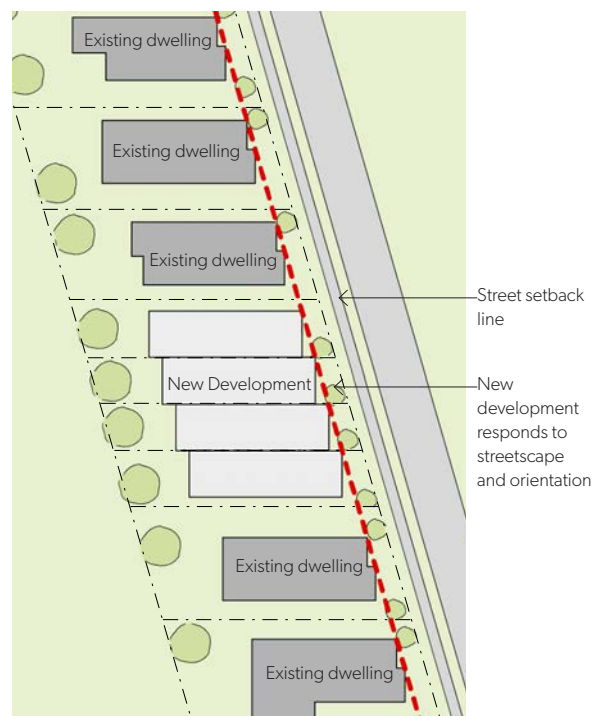 Existing dwelling
Existing dwelling
Existing dwelling
Street setback
line
New Development
New
development
responds to
streetscape
and orientation
Existing dwelling
Existing dwelling